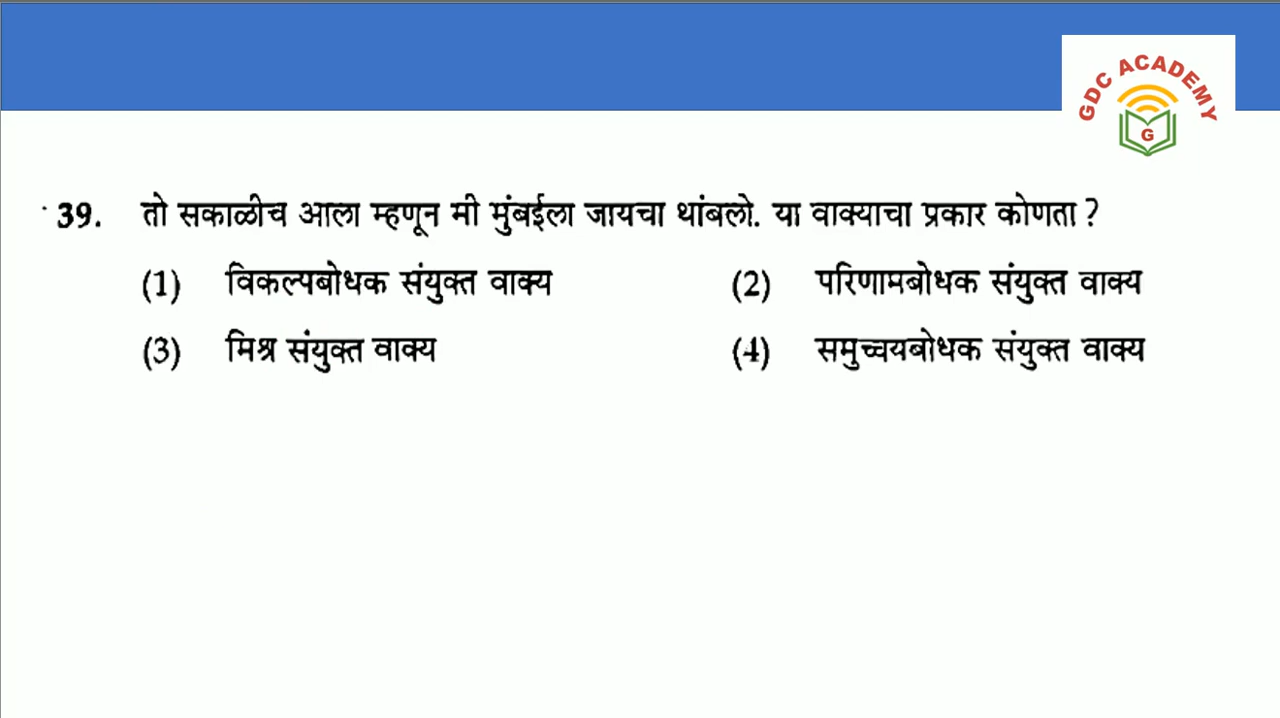 GDC ACADEMY
G
39. तो सकाळीच आला म्हणून मी मुंबईला जायचा थांबलो. या वाक्याचा प्रकार कोणता ?
(1) विकल्पबोधक संयुक्त वाक्य (2) परिणामबोधक संयुक्त वाक्य
(3) मिश्र संयुक्त वाक्य (4) समुच्चयबोधक संयुक्त वाक्य